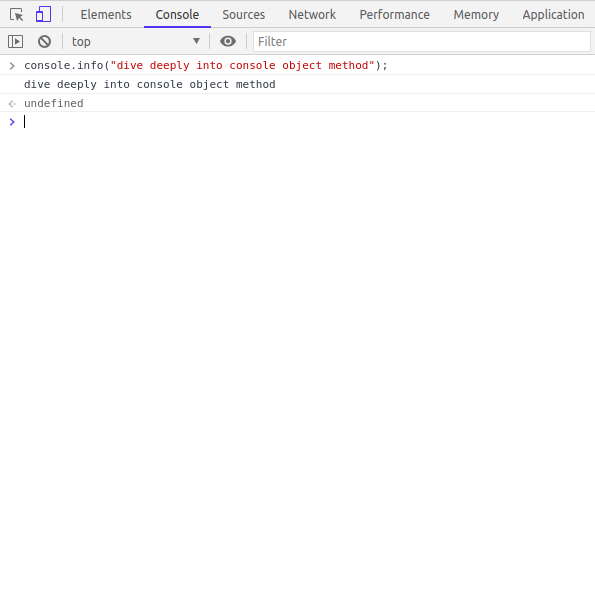 Elements Console Sources Network Performance Memory Application
top Filter
console.info("dive deeply into console object method");
dive deeply into console object method
undefined